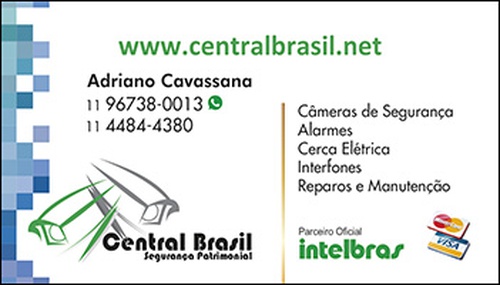 www.centralbrasil.net
Adriano Cavassana
11 96738-0013
11 4484-4380
Central Brasil
Segurança Patrimonial
Câmeras de Segurança
Alarmes
Cerca Elétrica
Interfones
Reparos e Manutenção
Parceiro Oficial
intelbras
MasterCard
VISA